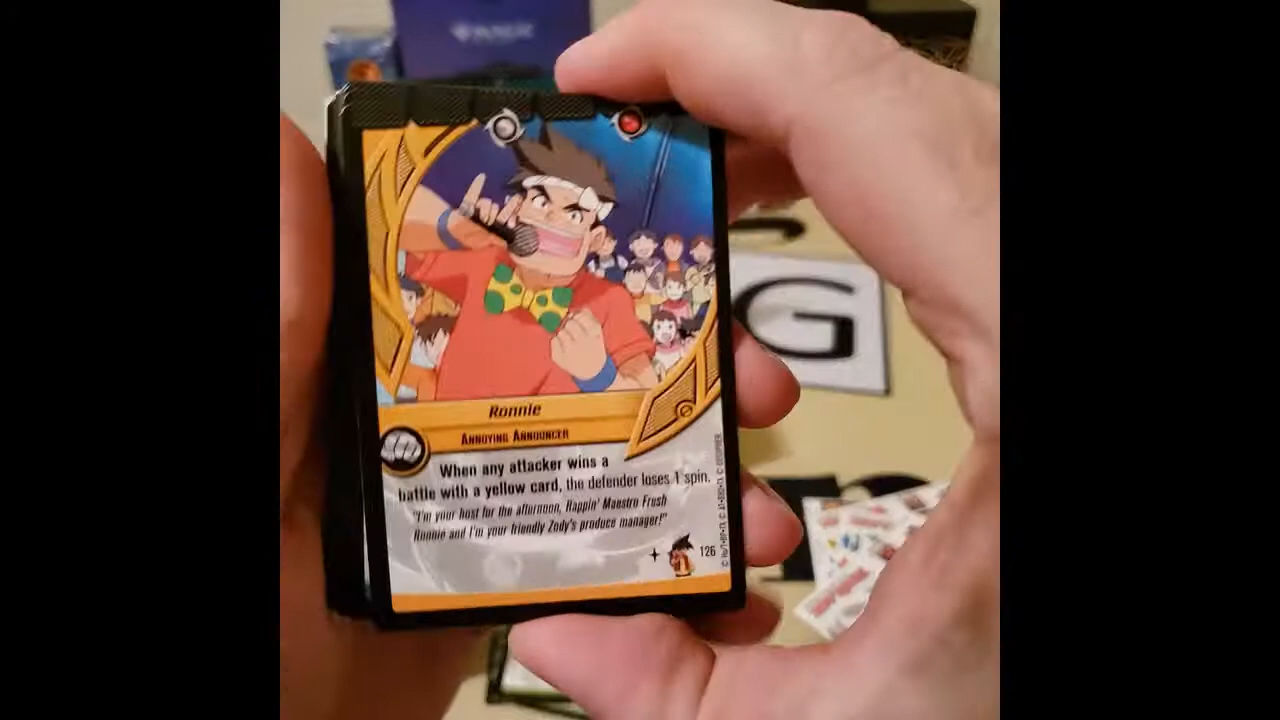 G
Ronnie
Annoying Announcer
When any attacker wins a
battle with a yellow card, the defender loses 1 spin.
"I'm your host for the afternoon, Rappin' Maestro Frush
Ronnie and I'm your friendly Zody's produce manager!"
126